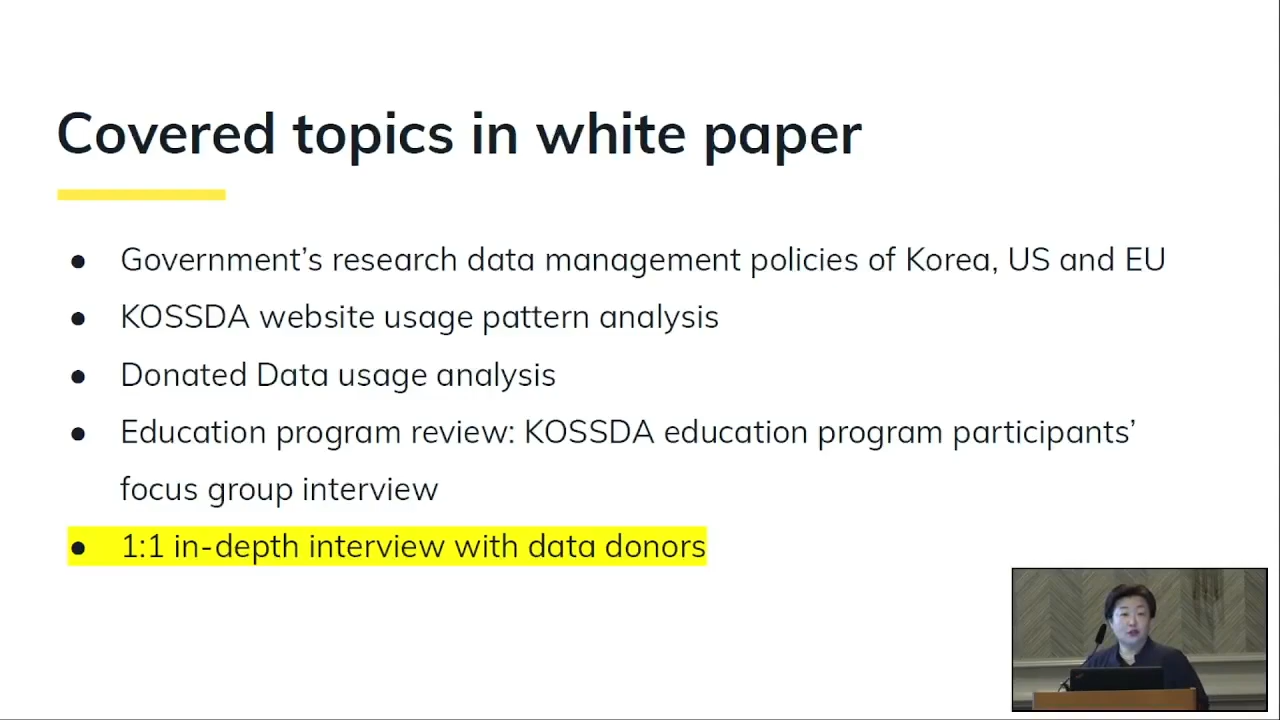 Covered topics in white paper
● Government’s research data management policies of Korea, US and EU
● KOSSDA website usage pattern analysis
● Donated Data usage analysis
● Education program review: KOSSDA education program participants’
focus group interview
● 1:1 in-depth interview with data donors